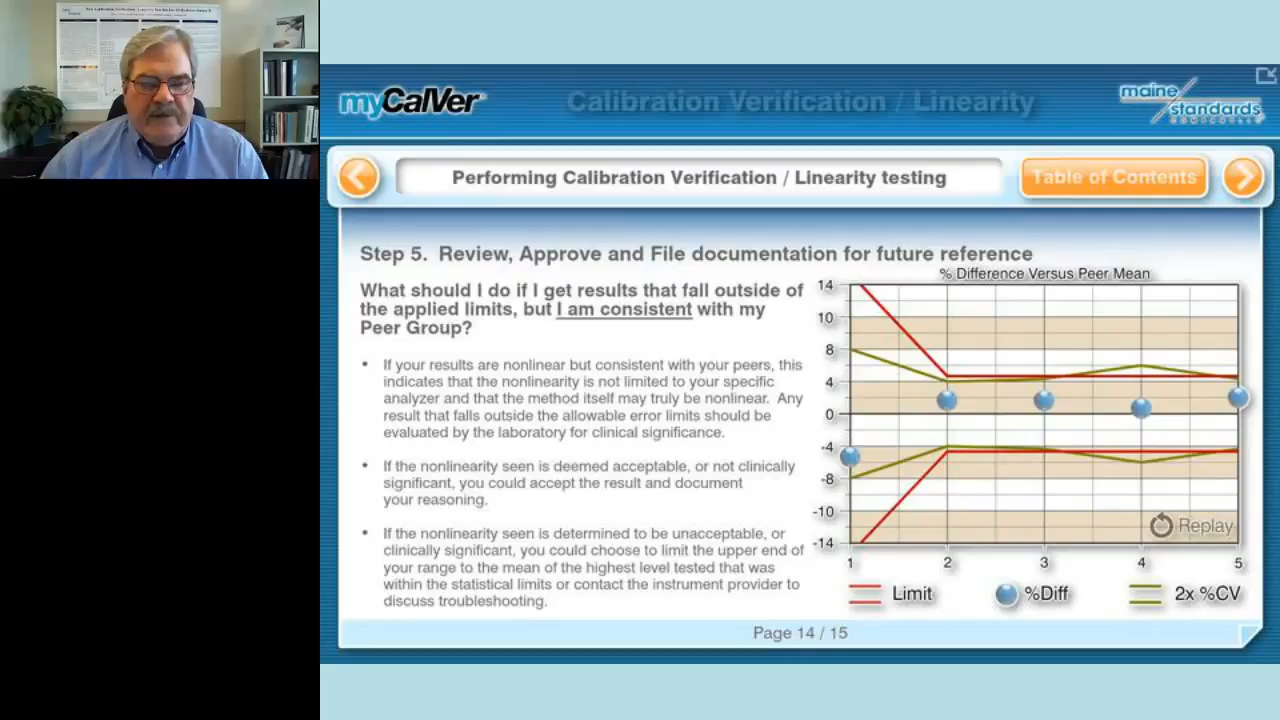 myCalVer
Calibration Verification / Linearity
maine
standards
COMPANY LLC
Performing Calibration Verification / Linearity testing
Table of Contents
Step 5. Review, Approve and File documentation for future reference
What should I do if I get results that fall outside of
the applied limits, but I am consistent with my
Peer Group?
• If your results are nonlinear but consistent with your peers, this
indicates that the nonlinearity is not limited to your specific
analyzer and that the method itself may truly be nonlinear. Any
result that falls outside the allowable error limits should be
evaluated by the laboratory for clinical significance.
• If the nonlinearity seen is deemed acceptable, or not clinically
significant, you could accept the result and document
your reasoning.
• If the nonlinearity seen is determined to be unacceptable, or
clinically significant, you could choose to limit the upper end of
your range to the mean of the highest level tested that was
within the statistical limits or contact the instrument provider to
discuss troubleshooting.
% Difference Versus Peer Mean
14
10
8
4
0
-4
-8
-10
-14
Replay
1 2 3 4 5
Limit %Diff 2x %CV
Page 14 / 15